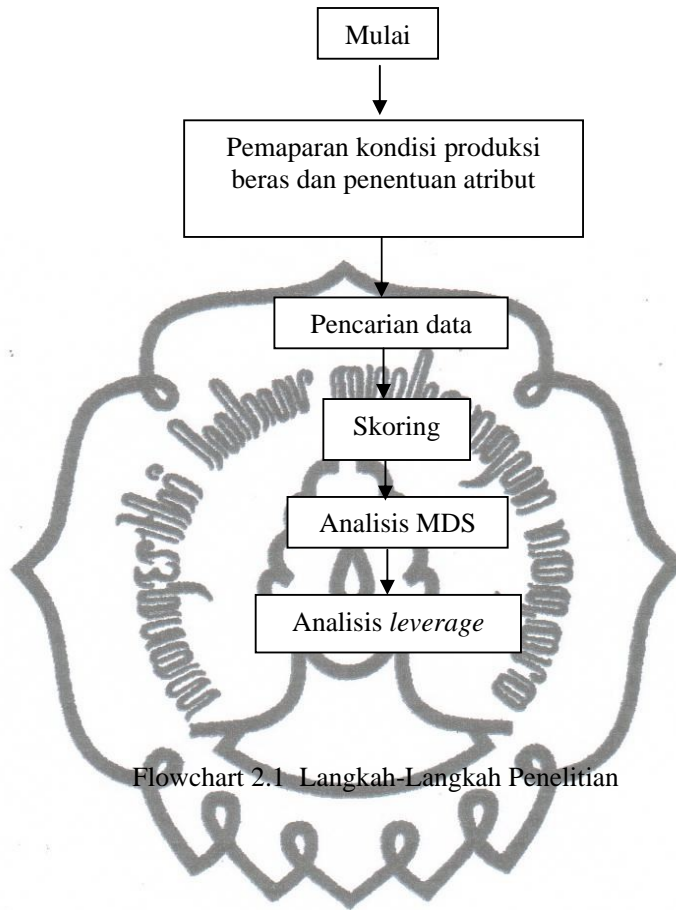 Mulai
Pemaparan kondisi produksi
beras dan penentuan atribut
Pencarian data
Skoring
Analisis MDS
Analisis leverage
Flowchart 2.1 Langkah-Langkah Penelitian